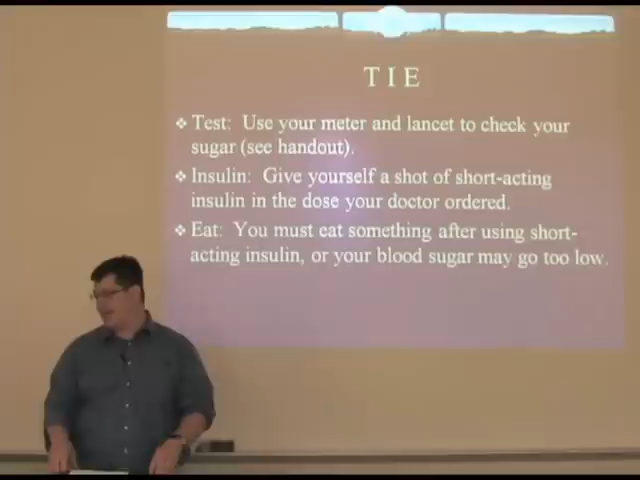 TIE
❖ Test: Use your meter and lancet to check your
sugar (see handout).
❖ Insulin: Give yourself a shot of short-acting
insulin in the dose your doctor ordered.
❖ Eat: You must eat something after using short-
acting insulin, or your blood sugar may go too low.